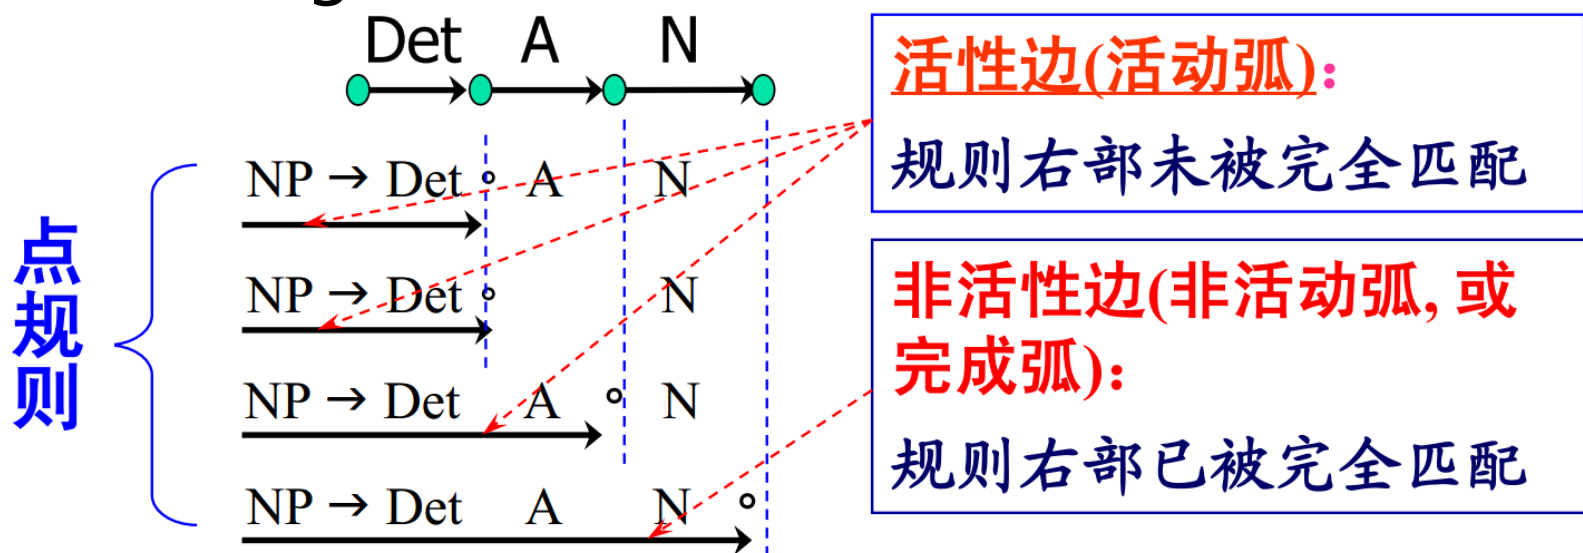 g
Det A N
NP → Det ∘ A N
NP → Det ∘ N
NP → Det A ∘ N
NP → Det A N ∘
点规则
活性边(活动弧)：
规则右部未被完全匹配
非活性边(非活动弧, 或
完成弧)：
规则右部已被完全匹配